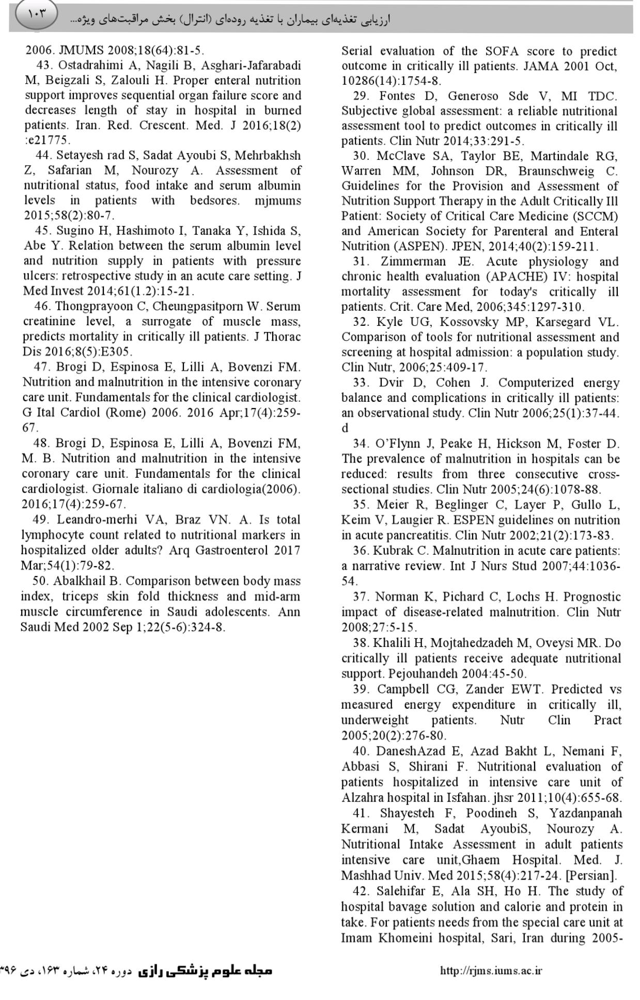 ۱۰۳
ارزیابی تغذیه‌ای بیماران با تغذیه روده‌ای (انترال) بخش مراقبت‌های ویژه...
Serial evaluation of the SOFA score to predict
outcome in critically ill patients. JAMA 2001 Oct,
10286(14):1754-8.
29. Fontes D, Generoso Sde V, MI TDC.
Subjective global assessment: a reliable nutritional
assessment tool to predict outcomes in critically ill
patients. Clin Nutr 2014;33:291-5.
30. McClave SA, Taylor BE, Martindale RG,
Warren MM, Johnson DR, Braunschweig C.
Guidelines for the Provision and Assessment of
Nutrition Support Therapy in the Adult Critically Ill
Patient: Society of Critical Care Medicine (SCCM)
and American Society for Parenteral and Enteral
Nutrition (ASPEN). JPEN, 2014;40(2):159-211.
31. Zimmerman JE. Acute physiology and
chronic health evaluation (APACHE) IV: hospital
mortality assessment for today's critically ill
patients. Crit. Care Med, 2006;345:1297-310.
32. Kyle UG, Kossovsky MP, Karsegard VL.
Comparison of tools for nutritional assessment and
screening at hospital admission: a population study.
Clin Nutr, 2006;25:409-17.
33. Dvir D, Cohen J. Computerized energy
balance and complications in critically ill patients:
an observational study. Clin Nutr 2006;25(1):37-44.
d
34. O’Flynn J, Peake H, Hickson M, Foster D.
The prevalence of malnutrition in hospitals can be
reduced: results from three consecutive cross-
sectional studies. Clin Nutr 2005;24(6):1078-88.
35. Meier R, Beglinger C, Layer P, Gullo L,
Keim V, Laugier R. ESPEN guidelines on nutrition
in acute pancreatitis. Clin Nutr 2002;21(2):173-83.
36. Kubrak C. Malnutrition in acute care patients:
a narrative review. Int J Nurs Stud 2007;44:1036-
54.
37. Norman K, Pichard C, Lochs H. Prognostic
impact of disease-related malnutrition. Clin Nutr
2008;27:5-15.
38. Khalili H, Mojtahedzadeh M, Oveysi MR. Do
critically ill patients receive adequate nutritional
support. Pejouhandeh 2004:45-50.
39. Campbell CG, Zander EWT. Predicted vs
measured energy expenditure in critically ill,
underweight patients. Nutr Clin Pract
2005;20(2):276-80.
40. DaneshAzad E, Azad Bakht L, Nemani F,
Abbasi S, Shirani F. Nutritional evaluation of
patients hospitalized in intensive care unit of
Alzahra hospital in Isfahan. jhsr 2011;10(4):655-68.
41. Shayesteh F, Poodineh S, Yazdanpanah
Kermani M, Sadat AyoubiS, Nourozy A.
Nutritional Intake Assessment in adult patients
intensive care unit,Ghaem Hospital. Med. J.
Mashhad Univ. Med 2015;58(4):217-24. [Persian].
42. Salehifar E, Ala SH, Ho H. The study of
hospital bavage solution and calorie and protein in
take. For patients needs from the special care unit at
Imam Khomeini hospital, Sari, Iran during 2005-
2006. JMUMS 2008;18(64):81-5.
43. Ostadrahimi A, Nagili B, Asghari-Jafarabadi
M, Beigzali S, Zalouli H. Proper enteral nutrition
support improves sequential organ failure score and
decreases length of stay in hospital in burned
patients. Iran. Red. Crescent. Med. J 2016;18(2)
:e21775.
44. Setayesh rad S, Sadat Ayoubi S, Mehrbakhsh
Z, Safarian M, Nourozy A. Assessment of
nutritional status, food intake and serum albumin
levels in patients with bedsores. mjmums
2015;58(2):80-7.
45. Sugino H, Hashimoto I, Tanaka Y, Ishida S,
Abe Y. Relation between the serum albumin level
and nutrition supply in patients with pressure
ulcers: retrospective study in an acute care setting. J
Med Invest 2014;61(1.2):15-21.
46. Thongprayoon C, Cheungpasitporn W. Serum
creatinine level, a surrogate of muscle mass,
predicts mortality in critically ill patients. J Thorac
Dis 2016;8(5):E305.
47. Brogi D, Espinosa E, Lilli A, Bovenzi FM.
Nutrition and malnutrition in the intensive coronary
care unit. Fundamentals for the clinical cardiologist.
G Ital Cardiol (Rome) 2006. 2016 Apr;17(4):259-
67.
48. Brogi D, Espinosa E, Lilli A, Bovenzi FM,
M. B. Nutrition and malnutrition in the intensive
coronary care unit. Fundamentals for the clinical
cardiologist. Giornale italiano di cardiologia(2006).
2016;17(4):259-67.
49. Leandro-merhi VA, Braz VN. A. Is total
lymphocyte count related to nutritional markers in
hospitalized older adults? Arq Gastroenterol 2017
Mar;54(1):79-82.
50. Abalkhail B. Comparison between body mass
index, triceps skin fold thickness and mid-arm
muscle circumference in Saudi adolescents. Ann
Saudi Med 2002 Sep 1;22(5-6):324-8.
http://rjms.iums.ac.ir
مجله علوم پزشکی رازی دوره ۲۴، شماره ۱۶۳، دی ۳۹۶